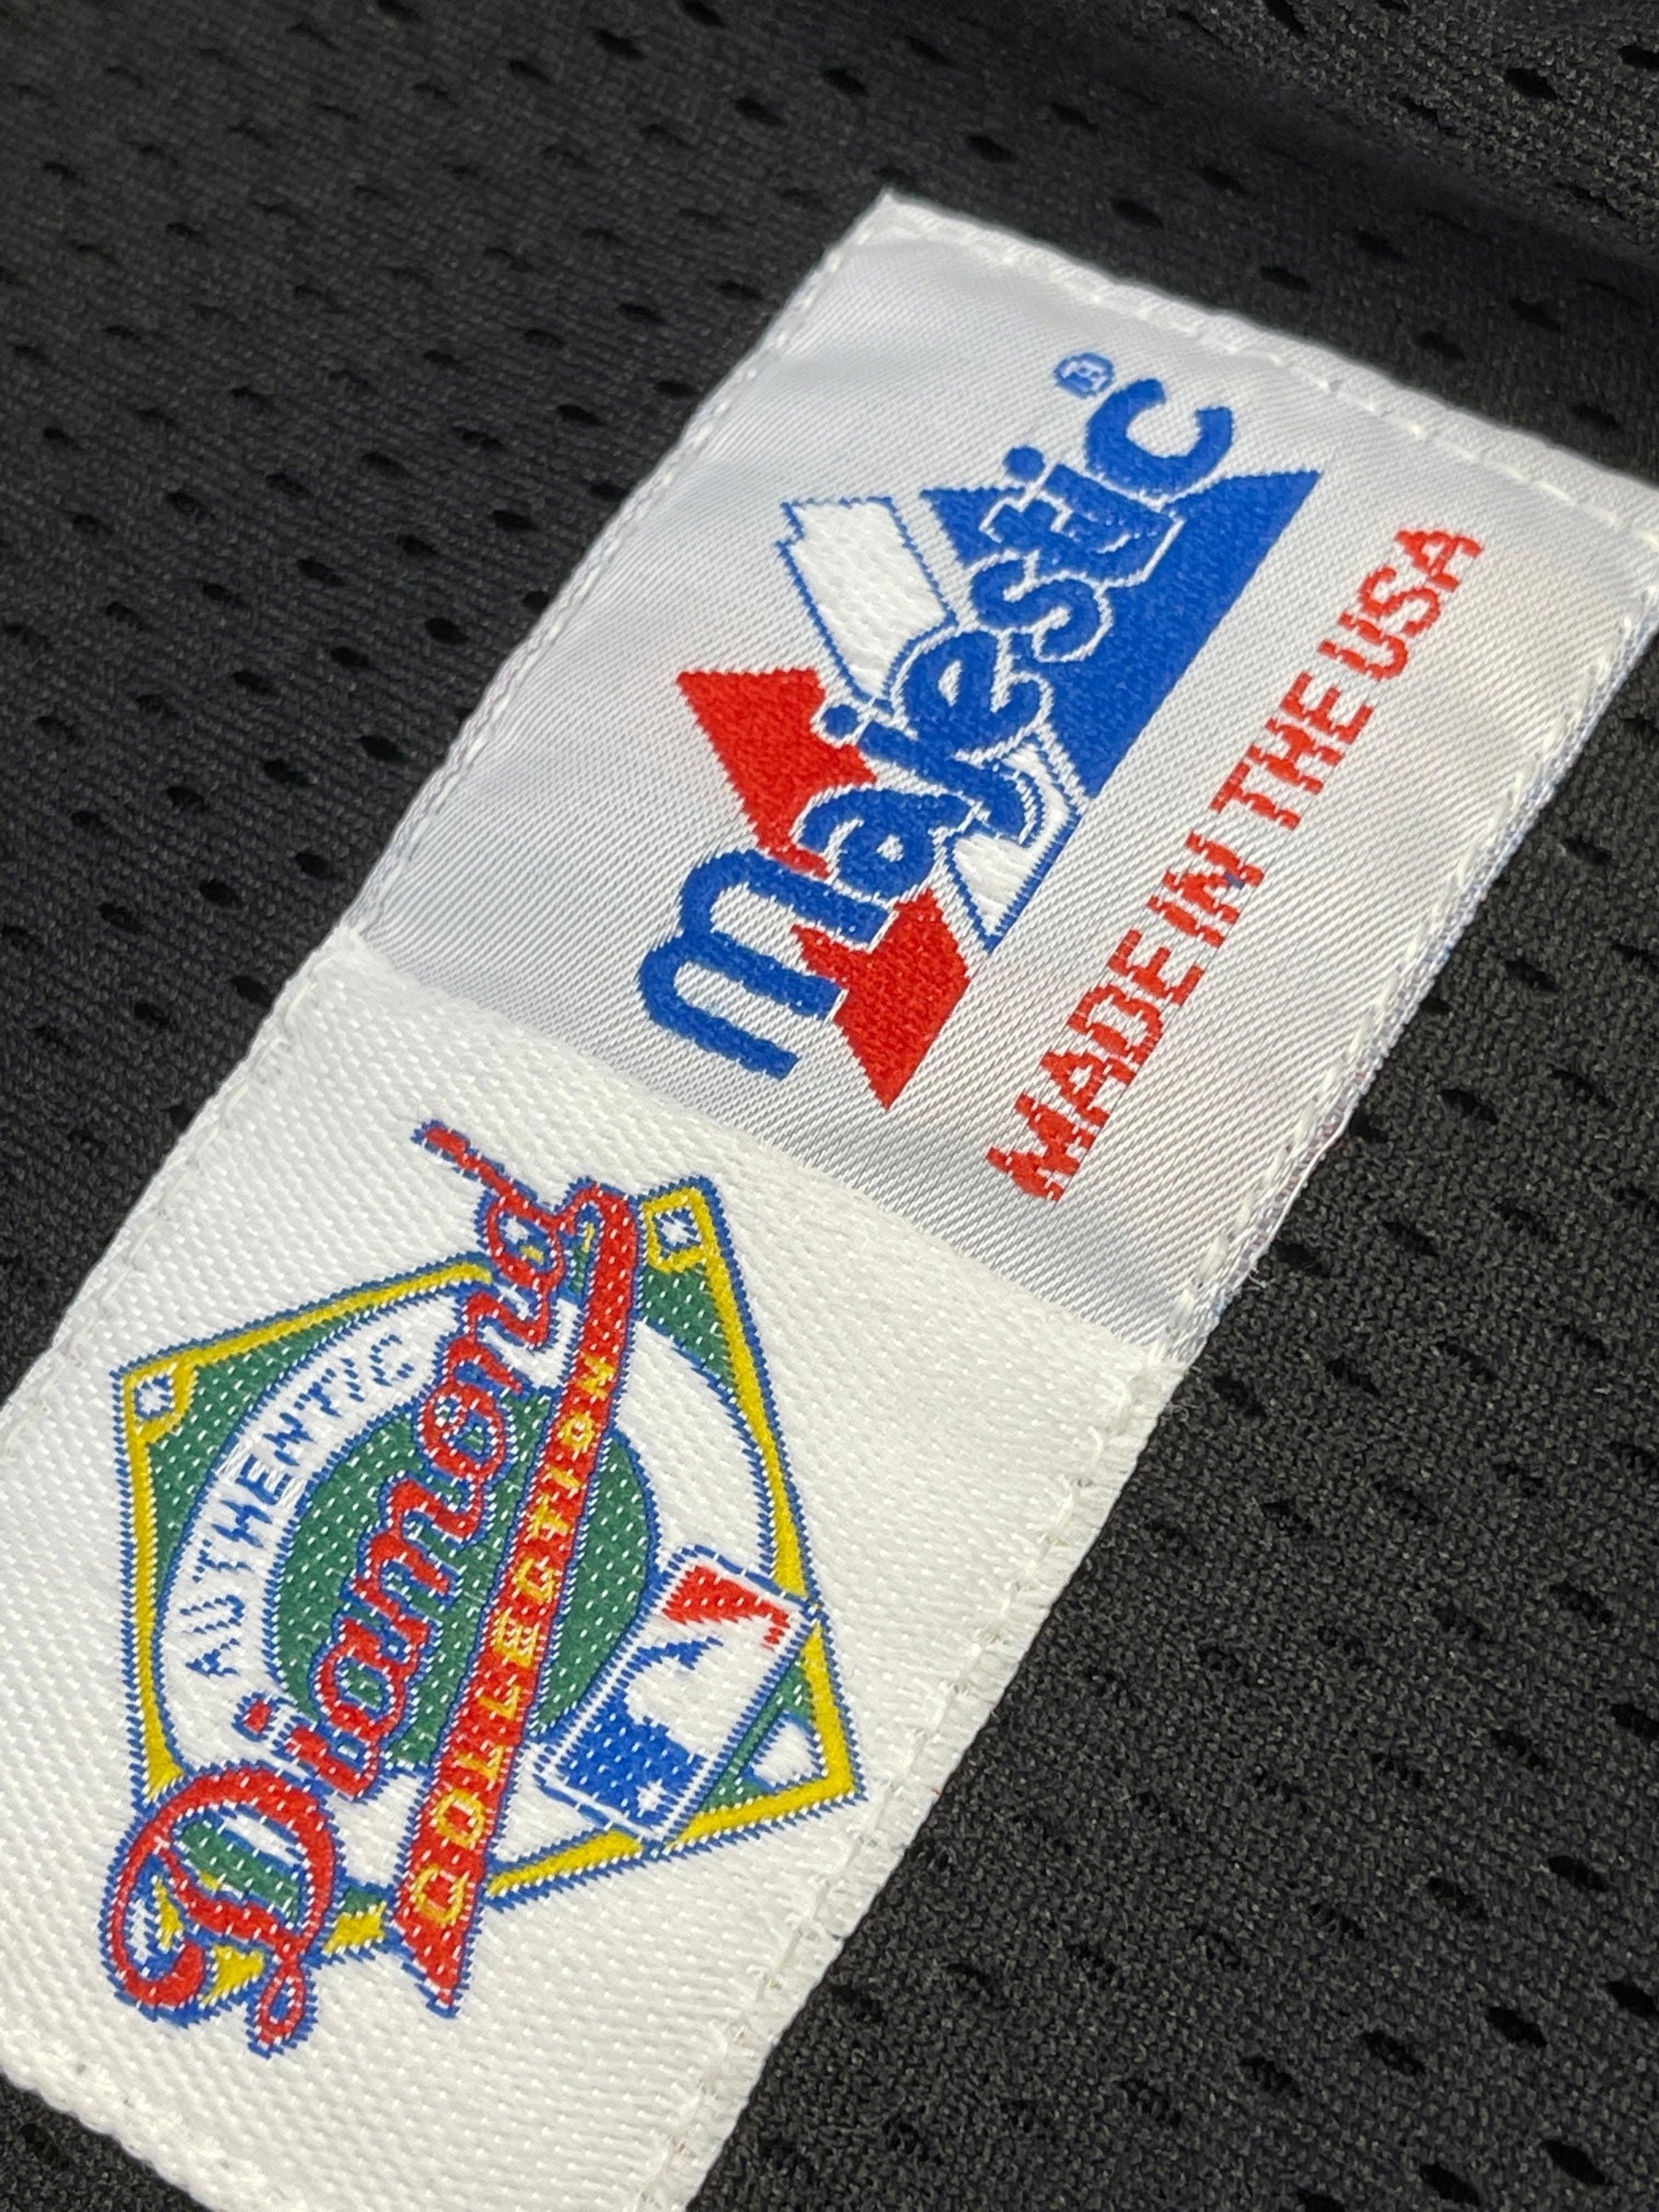 Majestic®
MADE IN THE USA
AUTHENTIC
Diamond
COLLECTION